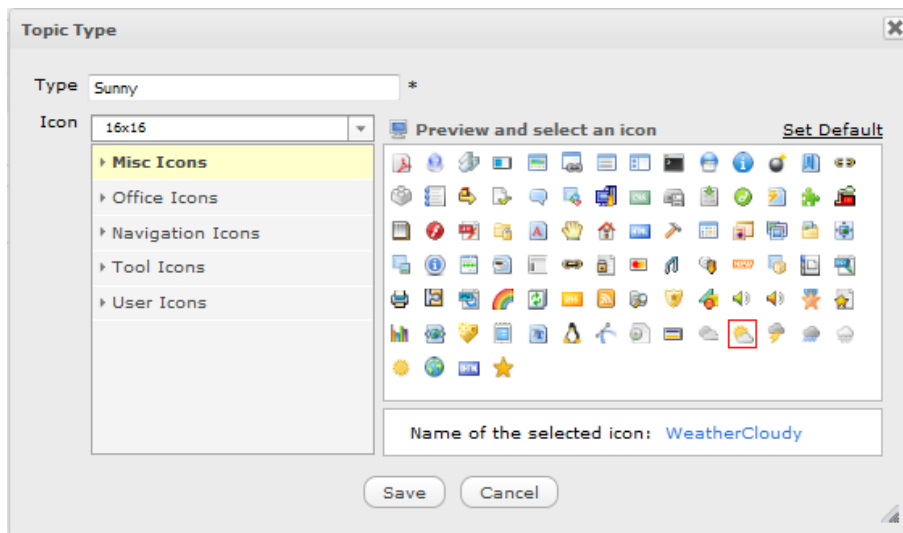 Topic Type
Type Sunny *
Icon 16x16
Preview and select an icon Set Default
Misc Icons
Office Icons
Navigation Icons
Tool Icons
User Icons
Name of the selected icon: WeatherCloudy
Save Cancel